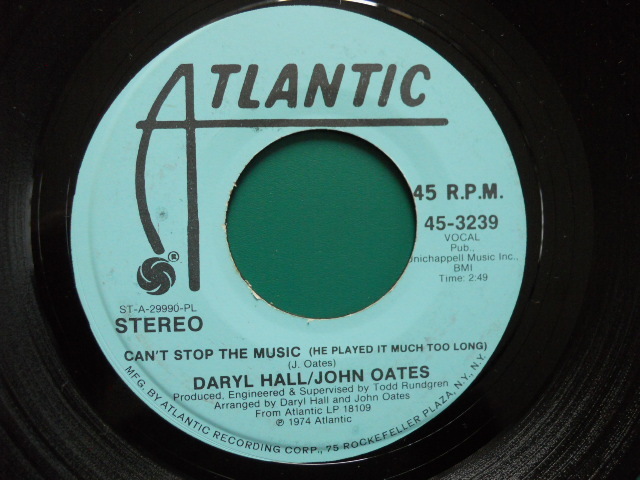 ATLANTIC
®
45 R.P.M.
45-3239
VOCAL
Pub.,
Unichappell Music Inc.,
BMI
Time: 2:49
ST-A-29990-PL
STEREO
CAN'T STOP THE MUSIC (HE PLAYED IT MUCH TOO LONG)
(J. Oates)
DARYL HALL/JOHN OATES
Produced, Engineered & Supervised by Todd Rundgren
Arranged by Daryl Hall and John Oates
From Atlantic LP 18109
℗ 1974 Atlantic
MFG. BY ATLANTIC RECORDING CORP., 75 ROCKEFELLER PLAZA, N.Y., N.Y.